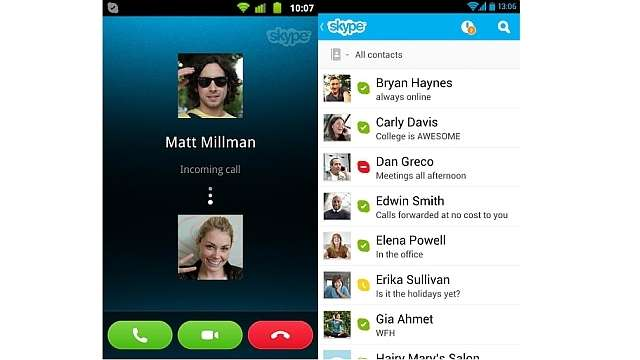 10:07
skype
Matt Millman
Incoming call
13:06
skype
All contacts
Bryan Haynes
always online
Carly Davis
College is AWESOME
Dan Greco
Meetings all afternoon
Edwin Smith
Calls forwarded at no cost to you
Elena Powell
In the office
Erika Sullivan
Is it the holidays yet?
Gia Ahmet
WFH
Hairy Mary's Salon